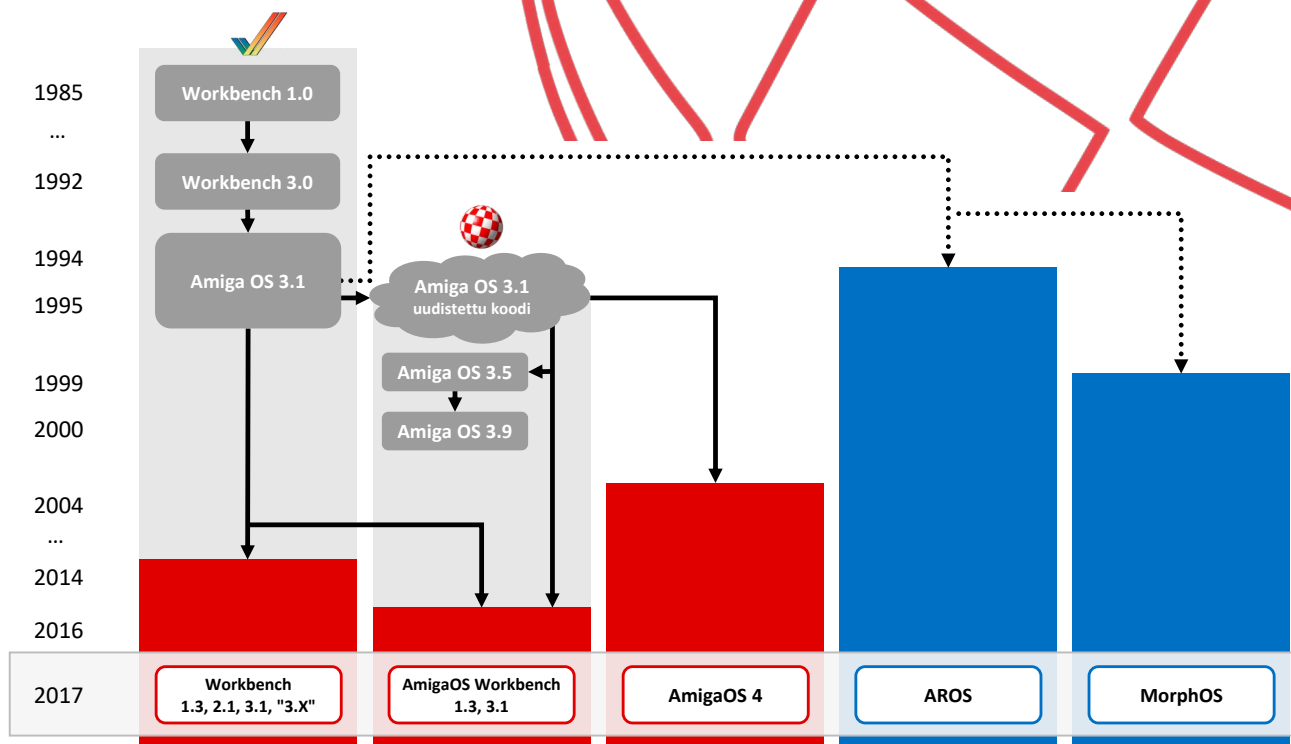 1985
Workbench 1.0
...
1992
Workbench 3.0
1994
Amiga OS 3.1
Amiga OS 3.1
uudistettu koodi
1995
Amiga OS 3.5
1999
2000
Amiga OS 3.9
2004
...
2014
2016
2017
Workbench
1.3, 2.1, 3.1, "3.X"
AmigaOS Workbench
1.3, 3.1
AmigaOS 4
AROS
MorphOS